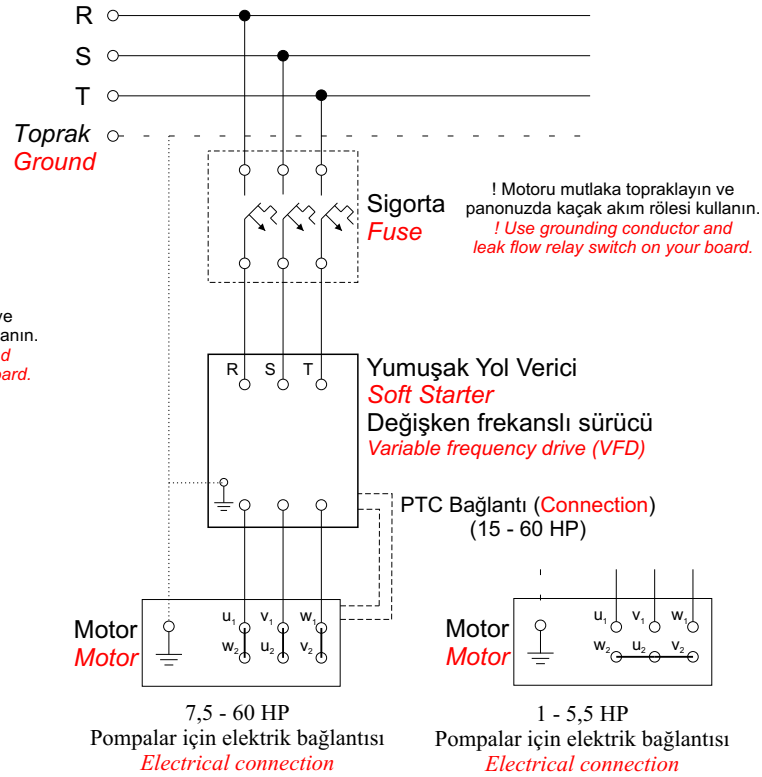 R
S
T
Toprak
Ground
Sigorta
Fuse
! Motoru mutlaka topraklayın ve
panonuzda kaçak akım rölesi kullanın.
! Use grounding conductor and
leak flow relay switch on your board.
ve
anın.
d
oard.
R S T
Yumuşak Yol Verici
Soft Starter
Değişken frekanslı sürücü
Variable frequency drive (VFD)
PTC Bağlantı (Connection)
(15 - 60 HP)
Motor
Motor
u₁ v₁ w₁
w₂ u₂ v₂
7,5 - 60 HP
Pompalar için elektrik bağlantısı
Electrical connection
Motor
Motor
u₁ v₁ w₁
w₂ u₂ v₂
1 - 5,5 HP
Pompalar için elektrik bağlantısı
Electrical connection